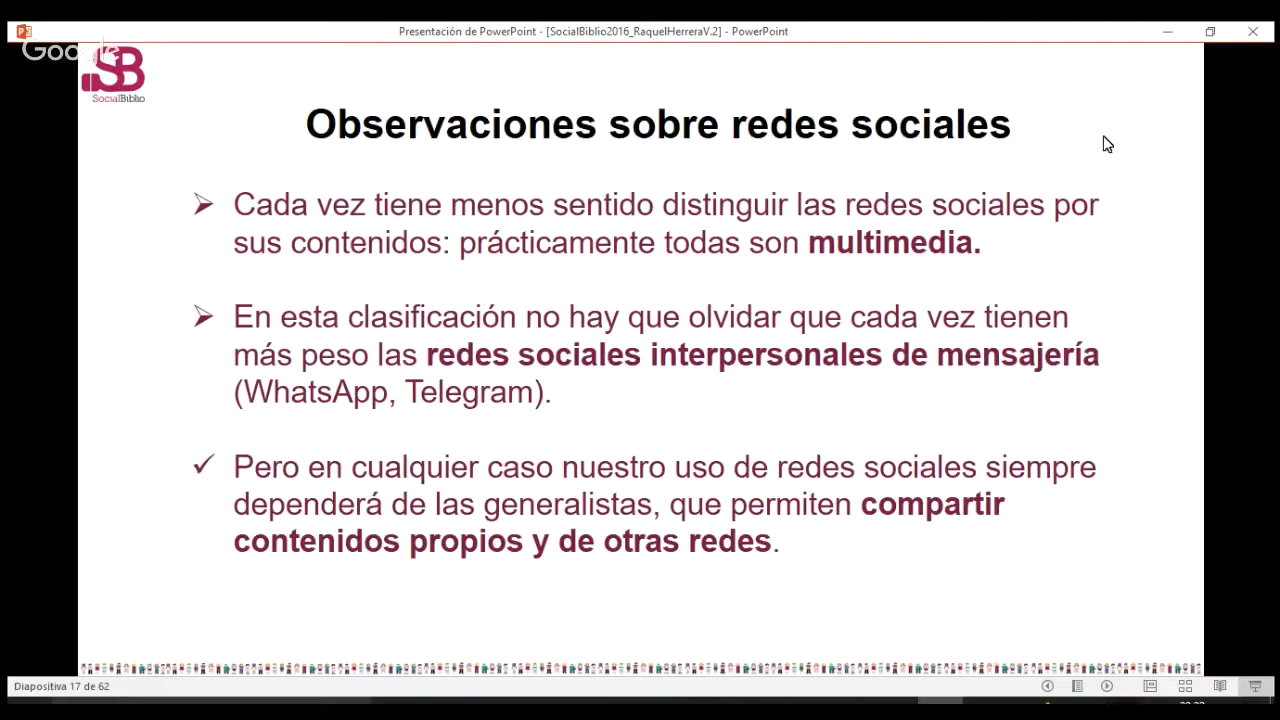 Presentación de PowerPoint - [SocialBiblio2016_RaquelHerreraV.2] - PowerPoint
Google
SB
SocialBiblio
Observaciones sobre redes sociales
Cada vez tiene menos sentido distinguir las redes sociales por
sus contenidos: prácticamente todas son multimedia.
En esta clasificación no hay que olvidar que cada vez tienen
más peso las redes sociales interpersonales de mensajería
(WhatsApp, Telegram).
Pero en cualquier caso nuestro uso de redes sociales siempre
dependerá de las generalistas, que permiten compartir
contenidos propios y de otras redes.
Diapositiva 17 de 62